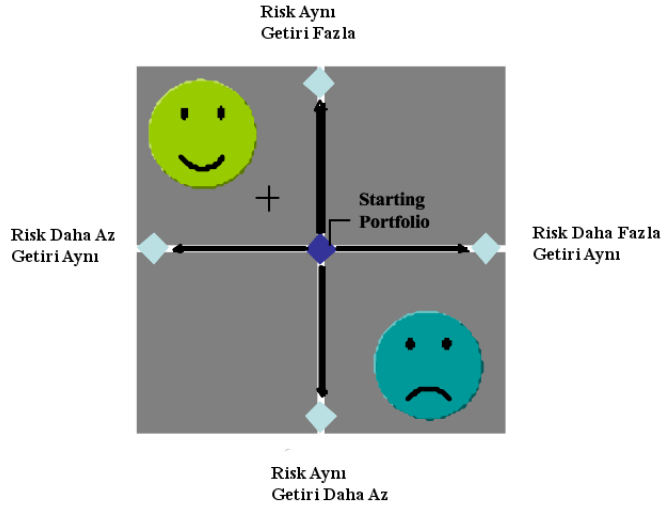 Risk Aynı
Getiri Fazla
Starting
Portfolio
Risk Daha Az
Getiri Aynı
Risk Daha Fazla
Getiri Aynı
Risk Aynı
Getiri Daha Az